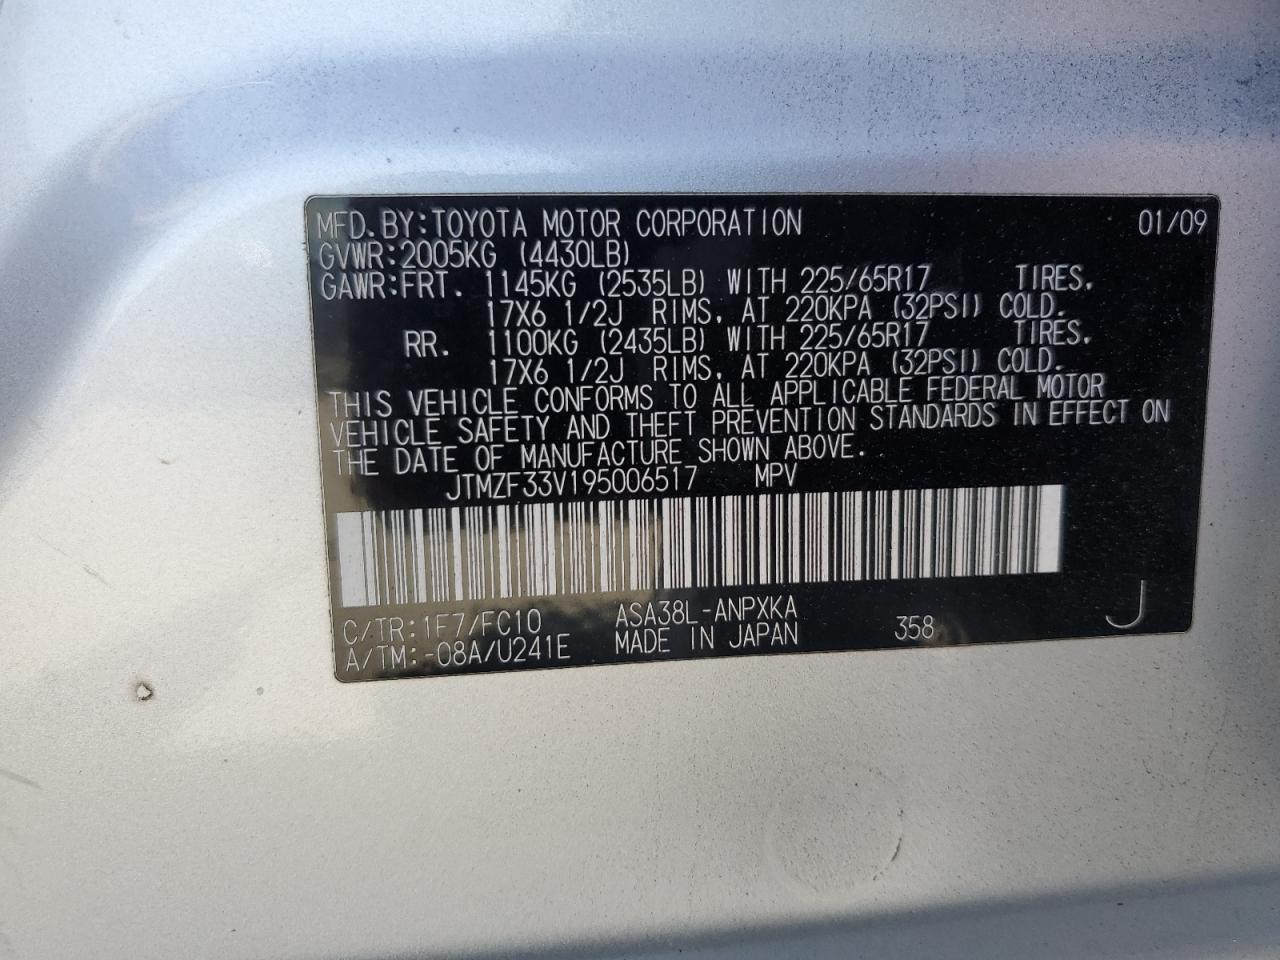 MFD. BY: TOYOTA MOTOR CORPORATION 01/09
GVWR: 2005KG (4430LB)
GAWR: FRT. 1145KG (2535LB) WITH 225/65R17 TIRES,
17X6 1/2J RIMS, AT 220KPA (32PSI) COLD.
RR. 1100KG (2435LB) WITH 225/65R17 TIRES,
17X6 1/2J RIMS, AT 220KPA (32PSI) COLD.
THIS VEHICLE CONFORMS TO ALL APPLICABLE FEDERAL MOTOR
VEHICLE SAFETY AND THEFT PREVENTION STANDARDS IN EFFECT ON
THE DATE OF MANUFACTURE SHOWN ABOVE.
JTMZF33V195006517 MPV
C/TR: 1F7/FC10 ASA38L-ANPXKA
A/TM: -08A/U241E MADE IN JAPAN 358 J